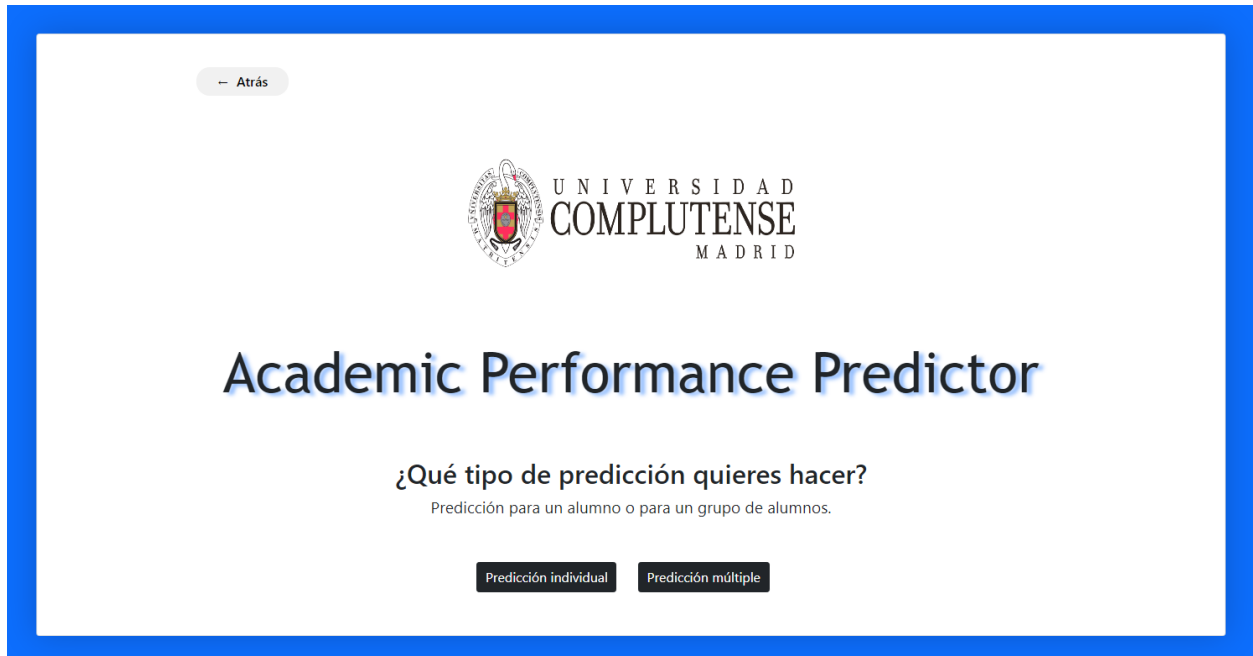 ← Atrás
UNIVERSIDAD
COMPLUTENSE
MADRID
Academic Performance Predictor
¿Qué tipo de predicción quieres hacer?
Predicción para un alumno o para un grupo de alumnos.
Predicción individual Predicción múltiple